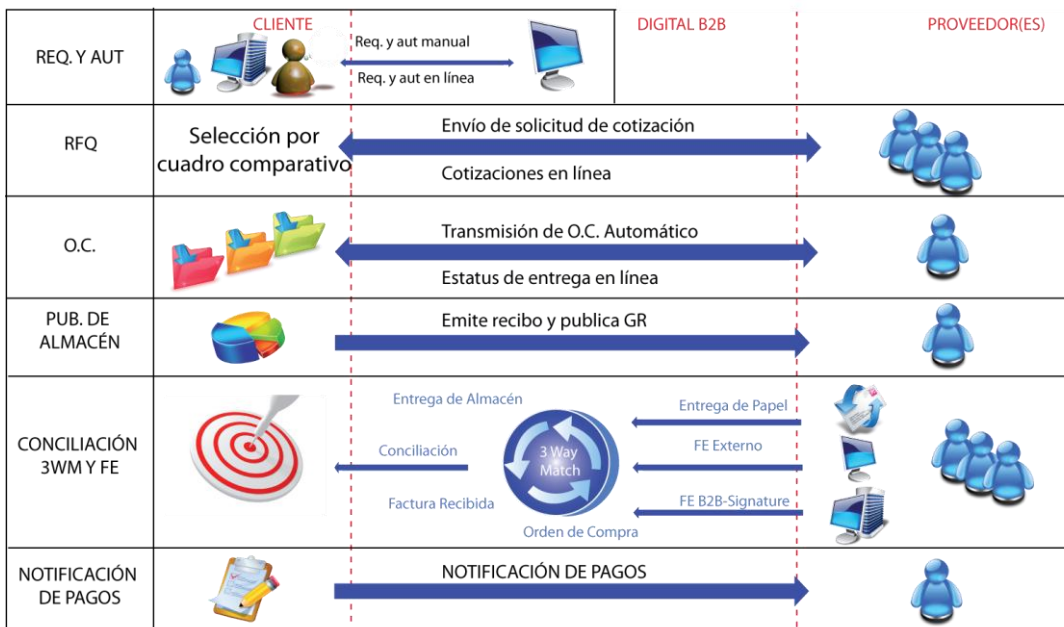 CLIENTE
DIGITAL B2B
PROVEEDOR(ES)
REQ. Y AUT
Req. y aut manual
Req. y aut en línea
RFQ
Selección por
cuadro comparativo
Envío de solicitud de cotización
Cotizaciones en línea
O.C.
Transmisión de O.C. Automático
Estatus de entrega en línea
PUB. DE
ALMACÉN
Emite recibo y publica GR
CONCILIACIÓN
3WM Y FE
Entrega de Almacén
Conciliación
Factura Recibida
3 Way
Match
Orden de Compra
Entrega de Papel
FE Externo
FE B2B-Signature
NOTIFICACIÓN
DE PAGOS
NOTIFICACIÓN DE PAGOS